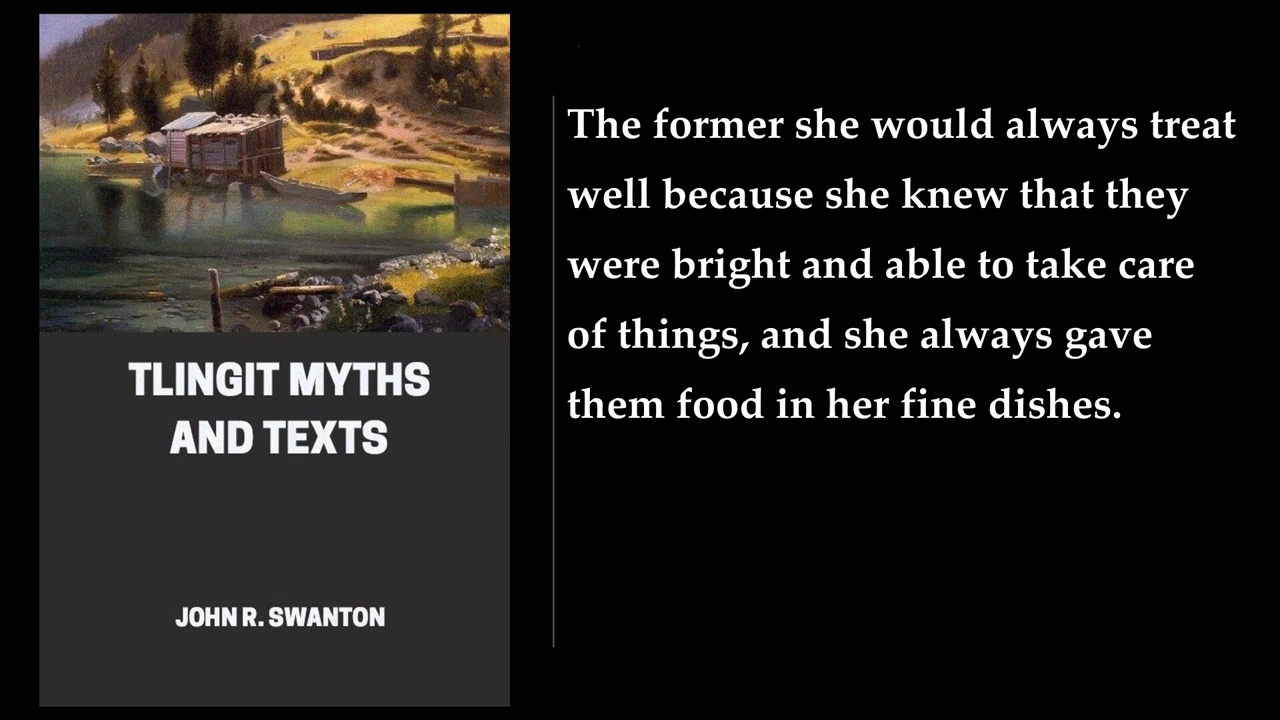 TLINGIT MYTHS
AND TEXTS
JOHN R. SWANTON
The former she would always treat
well because she knew that they
were bright and able to take care
of things, and she always gave
them food in her fine dishes.